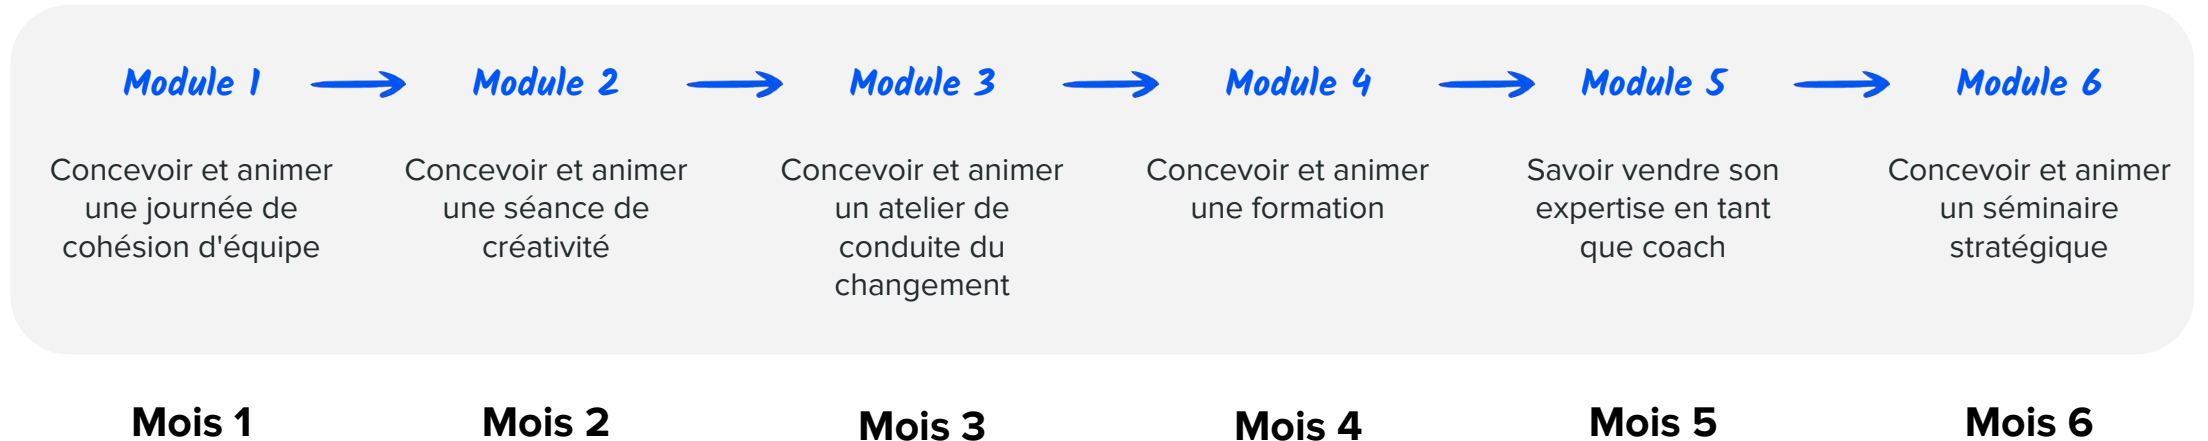 Module 1
Module 2
Module 3
Module 4
Module 5
Module 6
Concevoir et animer
une journée de
cohésion d'équipe
Concevoir et animer
une séance de
créativité
Concevoir et animer
un atelier de
conduite du
changement
Concevoir et animer
une formation
Savoir vendre son
expertise en tant
que coach
Concevoir et animer
un séminaire
stratégique
Mois 1
Mois 2
Mois 3
Mois 4
Mois 5
Mois 6